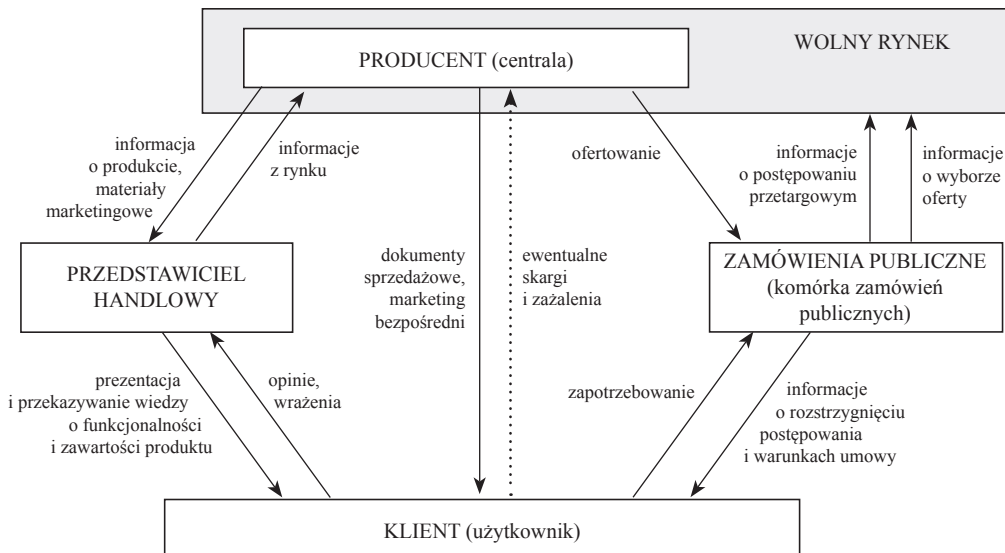 WOLNY RYNEK
PRODUCENT (centrala)
informacja
o produkcie,
materiały
marketingowe
informacje
z rynku
ofertowanie
informacje
o postępowaniu
przetargowym
informacje
o wyborze
oferty
PRZEDSTAWICIEL
HANDLOWY
dokumenty
sprzedażowe,
marketing
bezpośredni
ewentualne
skargi
i zażalenia
ZAMÓWIENIA PUBLICZNE
(komórka zamówień
publicznych)
prezentacja
i przekazywanie wiedzy
o funkcjonalności
i zawartości produktu
opinie,
wrażenia
zapotrzebowanie
informacje
o rozstrzygnięciu
postępowania
i warunkach umowy
KLIENT (użytkownik)